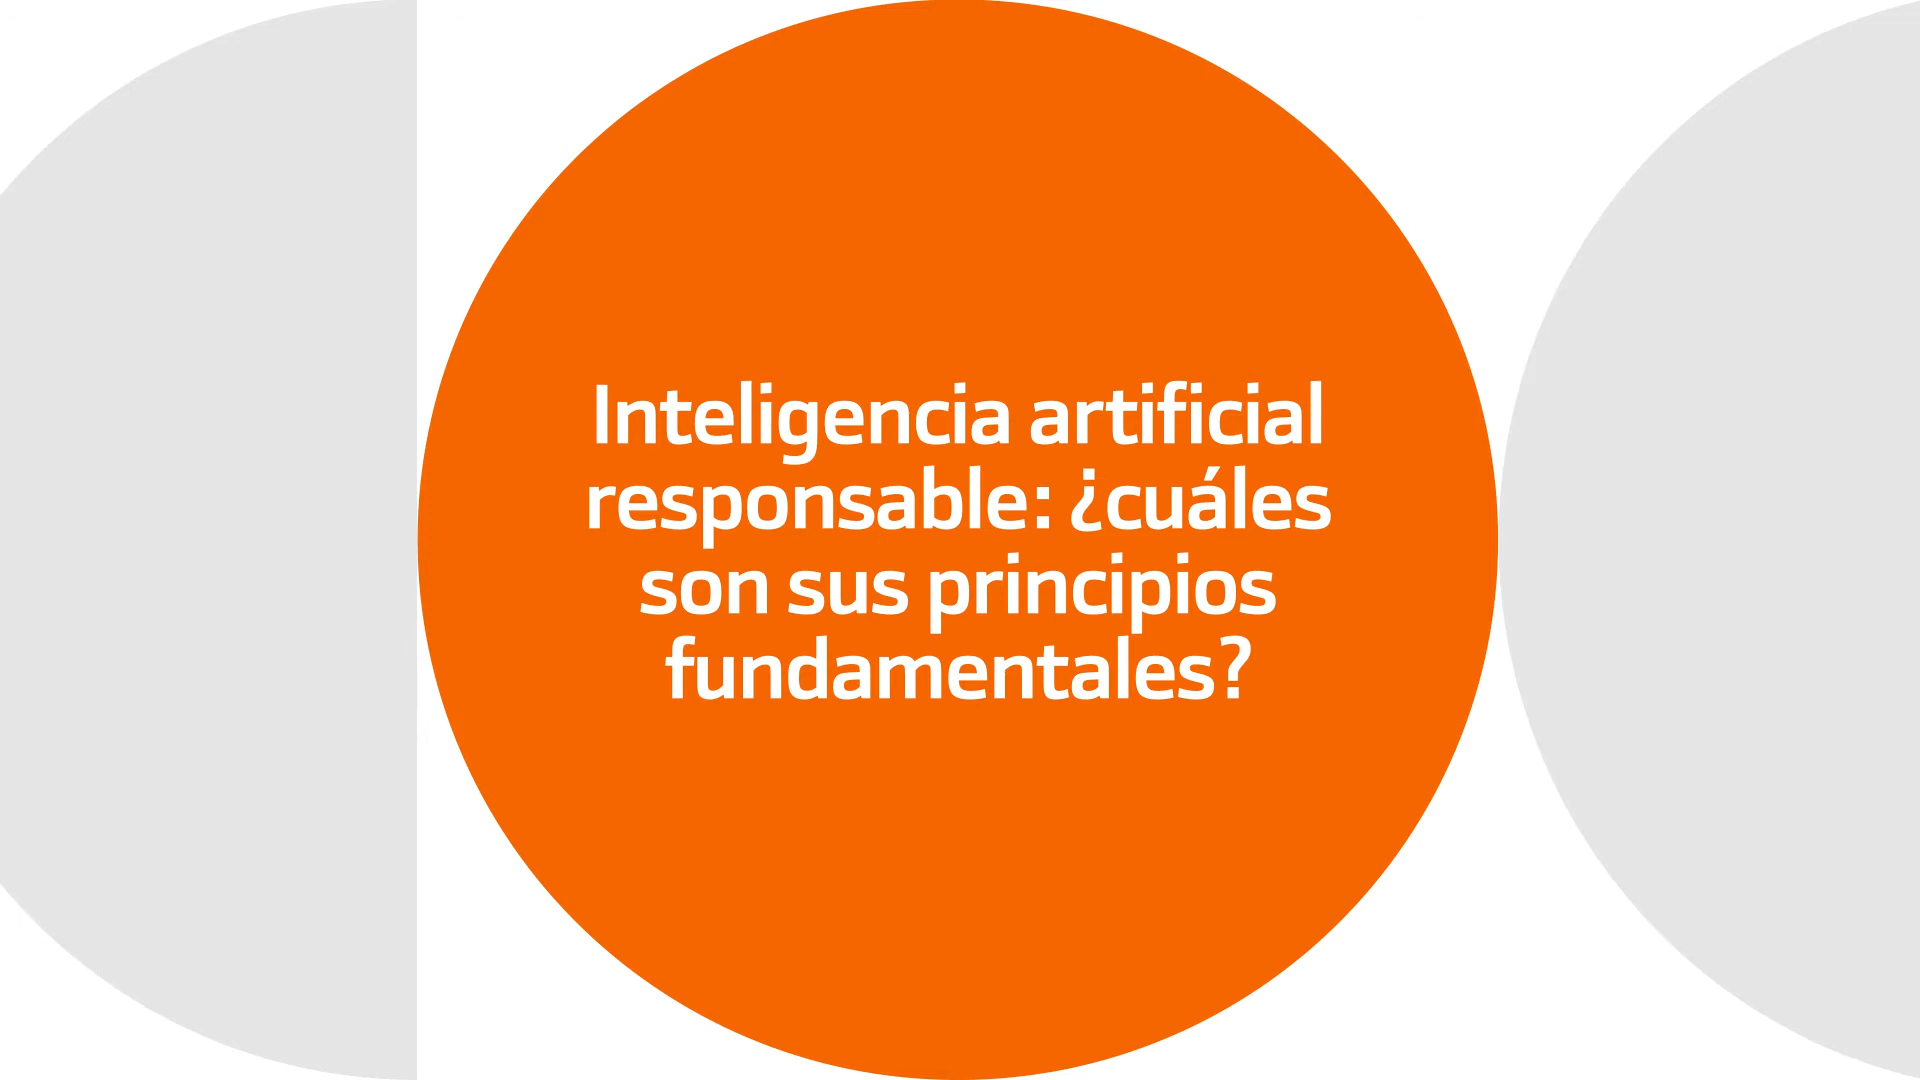 Inteligencia artificial
responsable: ¿cuáles
son sus principios
fundamentales?